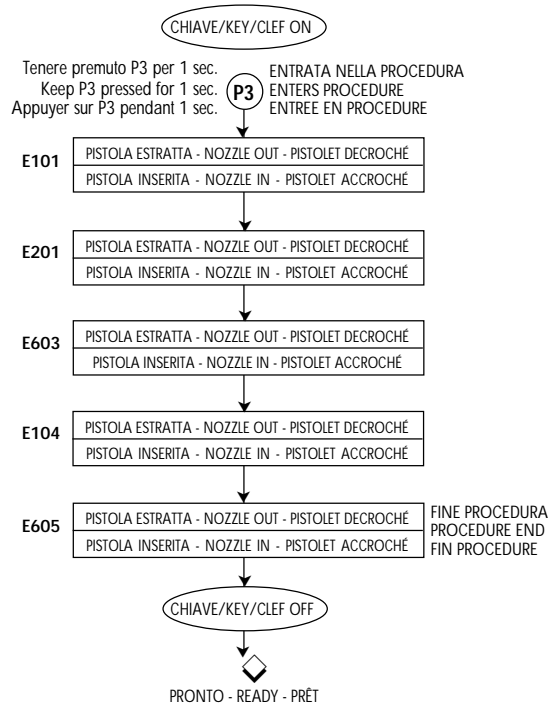 CHIAVE/KEY/CLEF ON
Tenere premuto P3 per 1 sec.
Keep P3 pressed for 1 sec.
Appuyer sur P3 pendant 1 sec.
P3
ENTRATA NELLA PROCEDURA
ENTERS PROCEDURE
ENTREE EN PROCEDURE
E101
PISTOLA ESTRATTA - NOZZLE OUT - PISTOLET DECROCHÉ
PISTOLA INSERITA - NOZZLE IN - PISTOLET ACCROCHÉ
E201
PISTOLA ESTRATTA - NOZZLE OUT - PISTOLET DECROCHÉ
PISTOLA INSERITA - NOZZLE IN - PISTOLET ACCROCHÉ
E603
PISTOLA ESTRATTA - NOZZLE OUT - PISTOLET DECROCHÉ
PISTOLA INSERITA - NOZZLE IN - PISTOLET ACCROCHÉ
E104
PISTOLA ESTRATTA - NOZZLE OUT - PISTOLET DECROCHÉ
PISTOLA INSERITA - NOZZLE IN - PISTOLET ACCROCHÉ
E605
PISTOLA ESTRATTA - NOZZLE OUT - PISTOLET DECROCHÉ
PISTOLA INSERITA - NOZZLE IN - PISTOLET ACCROCHÉ
FINE PROCEDURA
PROCEDURE END
FIN PROCEDURE
CHIAVE/KEY/CLEF OFF
PRONTO - READY - PRÊT